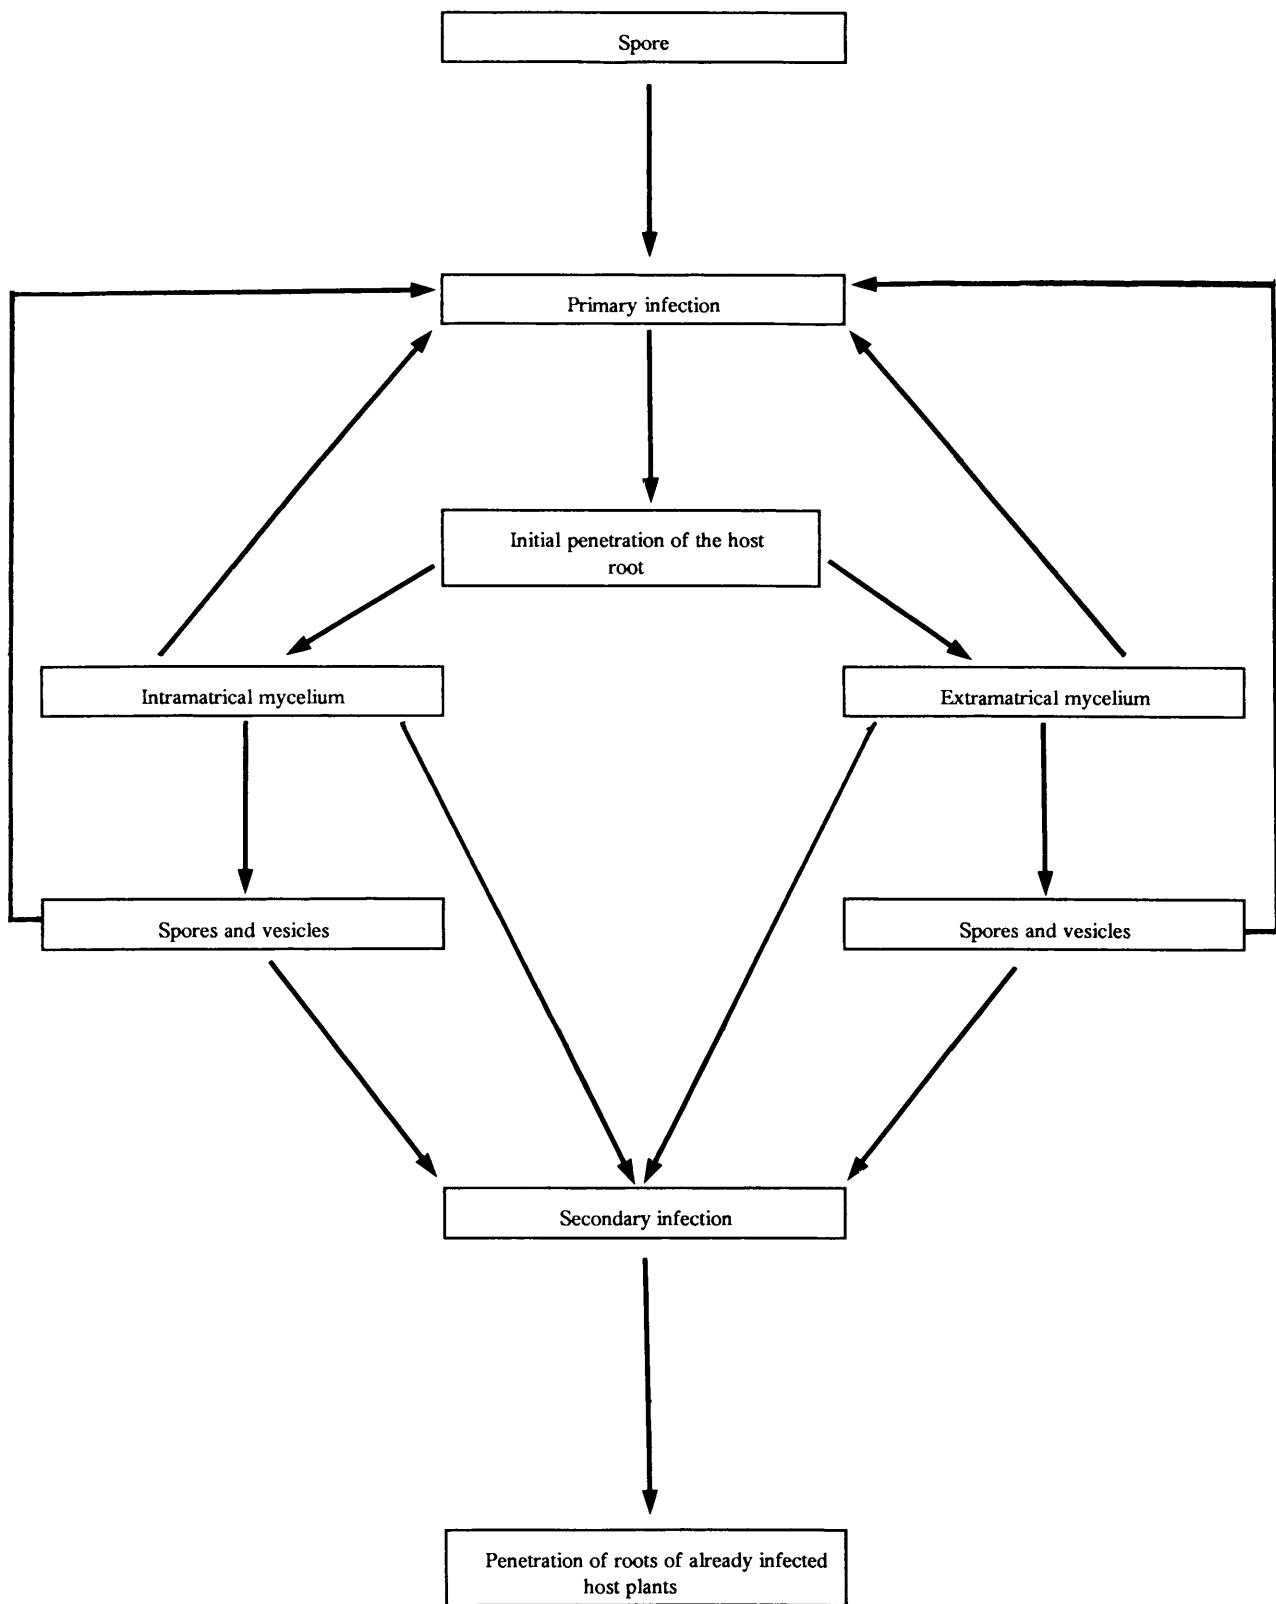 Spore
Primary infection
Initial penetration of the host
root
Intramatrical mycelium
Extramatrical mycelium
Spores and vesicles
Spores and vesicles
Secondary infection
Penetration of roots of already infected
host plants